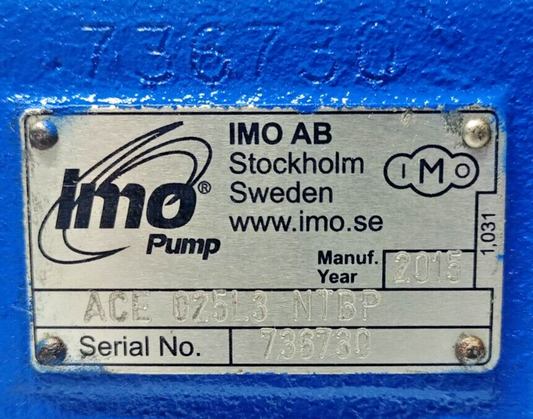 736730
imo®
Pump
IMO AB
Stockholm
Sweden
www.imo.se
IMO
1,031
Manuf.
Year
2015
ACE 025L3 NTBP
Serial No.
736730